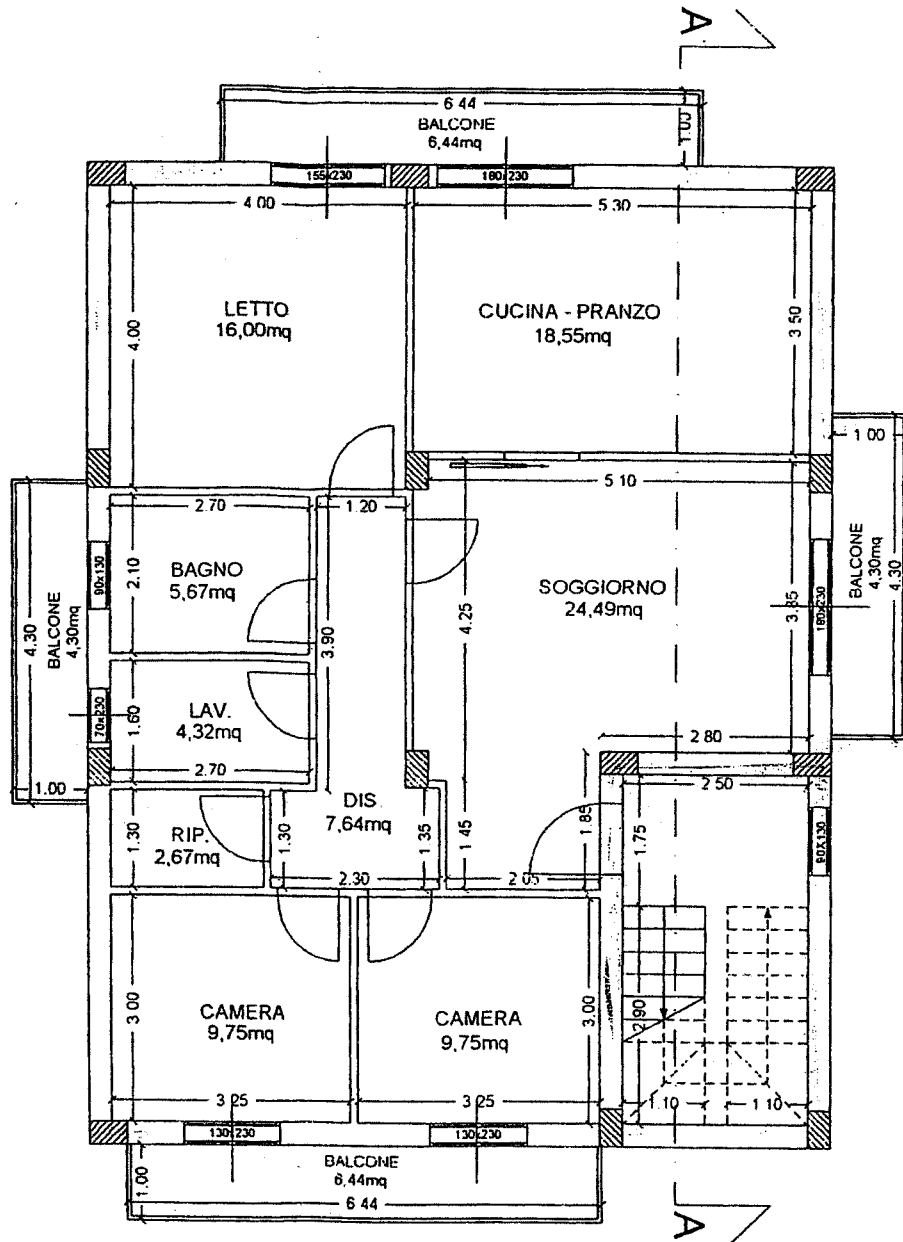 A
6.44
BALCONE
6,44mq
1.00
155x230
180x230
4.00
5.30
LETTO
16,00mq
4.00
CUCINA - PRANZO
18,55mq
3.50
1.00
5.10
2.70
1.20
90x130
2.10
BAGNO
5,67mq
3.90
4.25
SOGGIORNO
24,49mq
3.85
180x230
BALCONE
4,30mq
4.30
4.30
BALCONE
4,30mq
70x230
1.60
LAV.
4,32mq
2.80
2.70
1.00
2.50
1.30
RIP.
2,67mq
1.30
DIS.
7,64mq
1.35
1.45
1.85
1.75
90X130
2.30
2.05
3.00
CAMERA
9,75mq
CAMERA
9,75mq
3.00
2.90
3.25
3.25
1.10
1.10
130x230
130x230
1.00
BALCONE
6,44mq
6.44
A